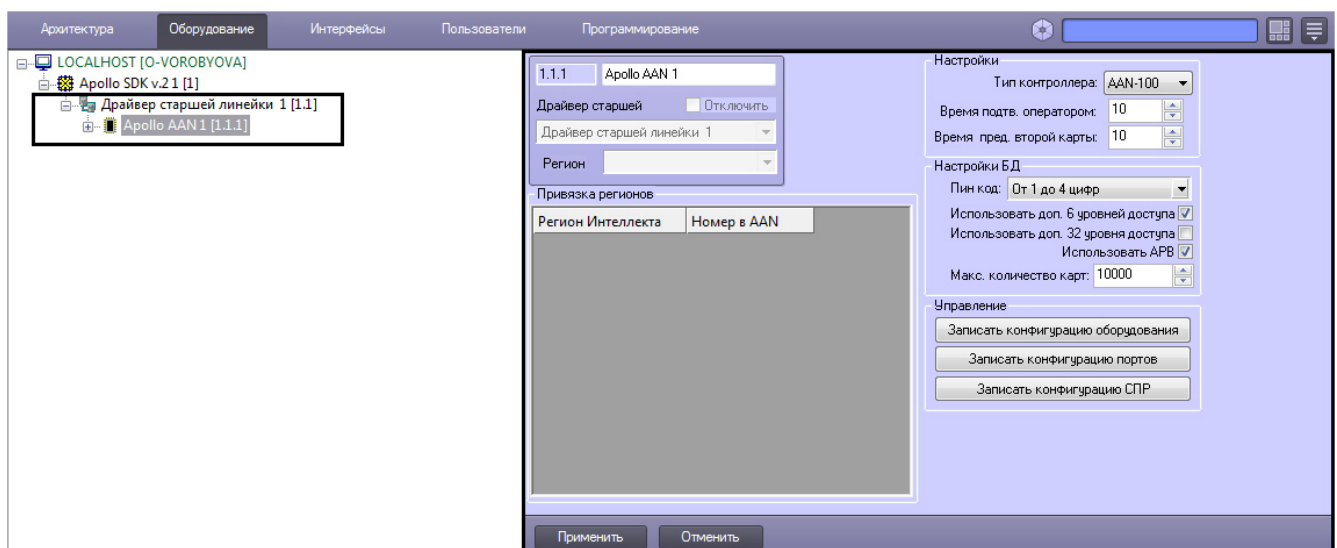 Архитектура Оборудование Интерфейсы Пользователи Программирование
LOCALHOST [O-VOROBYOVA]
Apollo SDK v.2 1 [1]
Драйвер старшей линейки 1 [1.1]
Apollo AAN 1 [1.1.1]
1.1.1 Apollo AAN 1
Драйвер старшей Отключить
Драйвер старшей линейки 1
Регион
Привязка регионов
Регион Интеллекта Номер в AAN
Настройки
Тип контроллера: AAN-100
Время подтв. оператором: 10
Время пред. второй карты: 10
Настройки БД
Пин код: От 1 до 4 цифр
Использовать доп. 6 уровней доступа
Использовать доп. 32 уровня доступа
Использовать APB
Макс. количество карт: 10000
Управление
Записать конфигурацию оборудования
Записать конфигурацию портов
Записать конфигурацию СПР
Применить Отменить